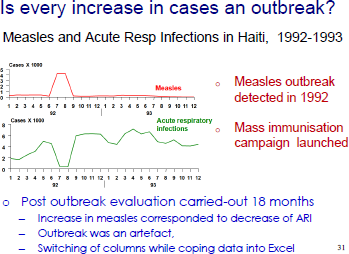 Is every increase in cases an outbreak?
Measles and Acute Resp Infections in Haiti, 1992-1993
Cases X 1000
5
4
3
2
1
0
Measles
1 2 3 4 5 6 7 8 9 10 11 12 1 2 3 4 5 6 7 8 9 10 11 12
92 93
Cases X 1000
Acute respiratory
infections
8
6
4
2
0
1 2 3 4 5 6 7 8 9 10 11 12 1 2 3 4 5 6 7 8 9 10 11 12
92 93
o Measles outbreak
detected in 1992
o Mass immunisation
campaign launched
o Post outbreak evaluation carried-out 18 months
– Increase in measles corresponded to decrease of ARI
– Outbreak was an artefact,
– Switching of columns while coping data into Excel
31